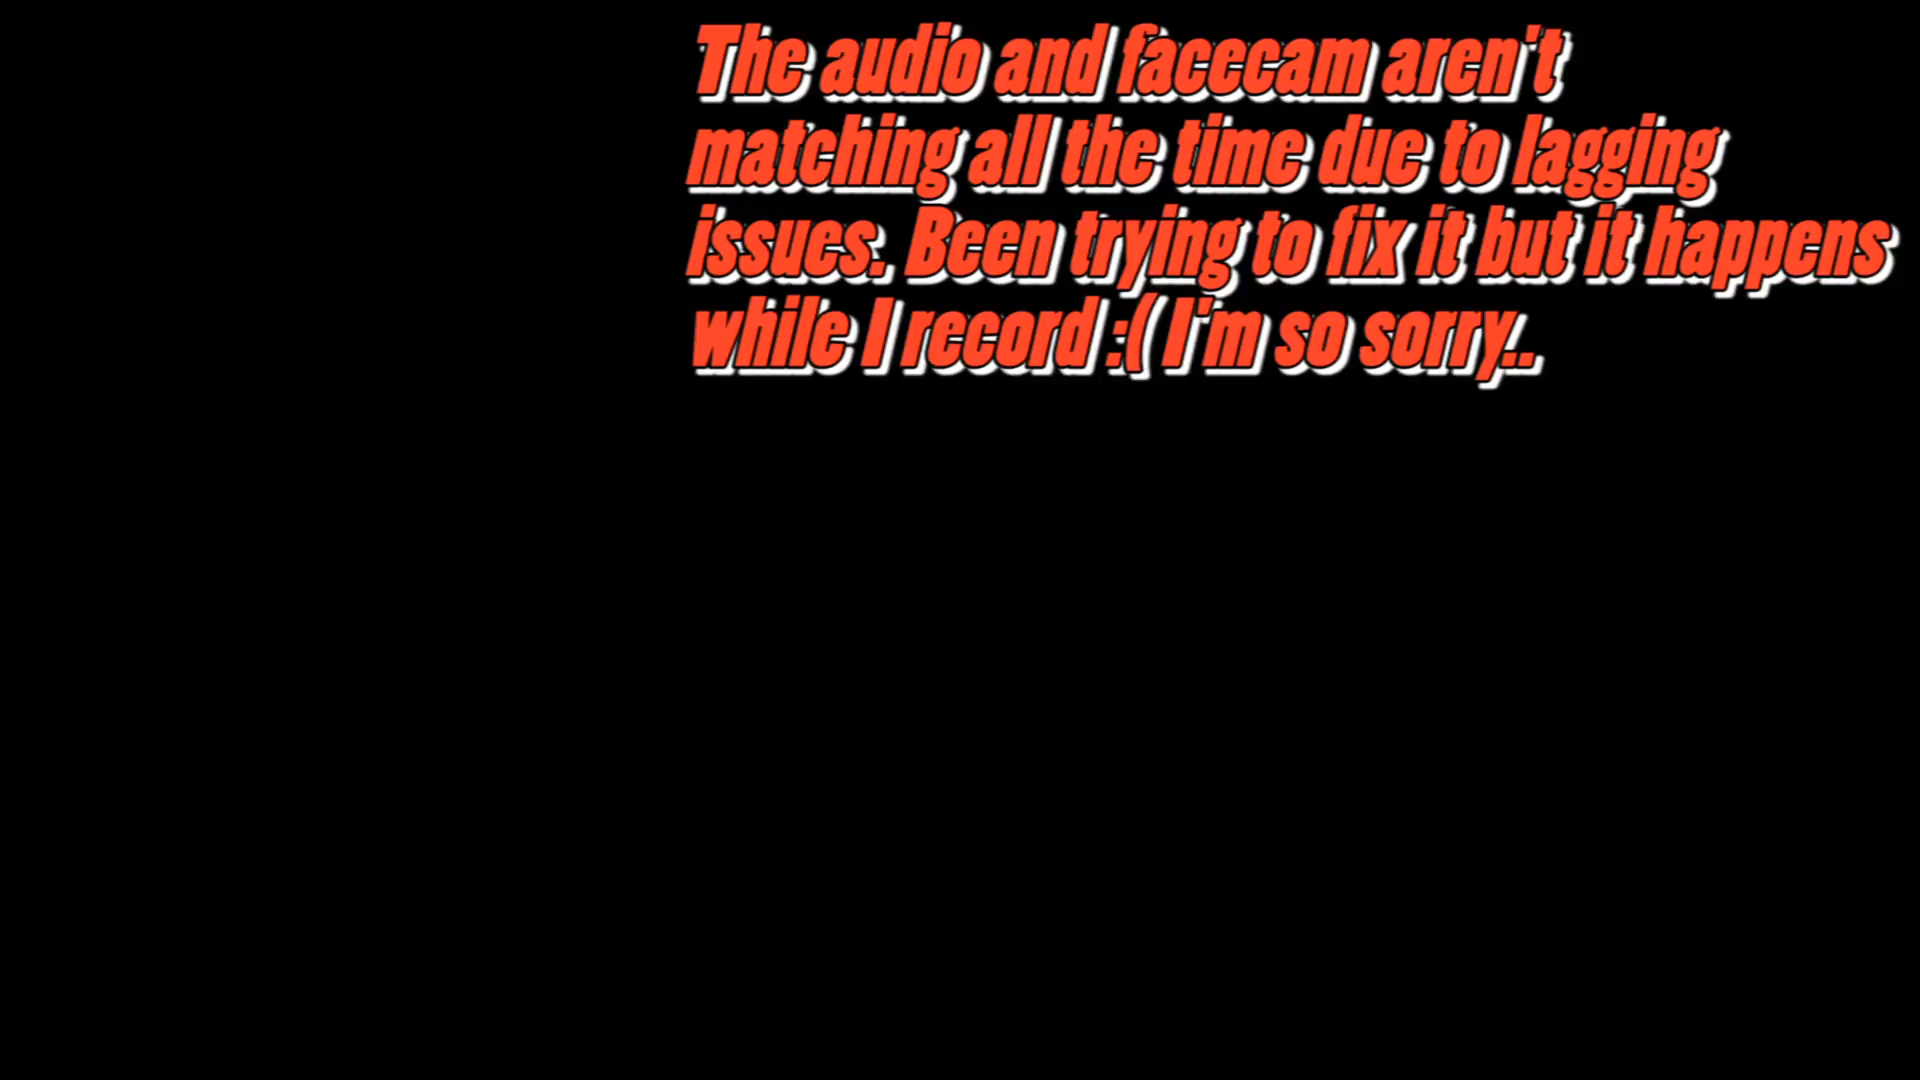 The audio and facecam aren't
matching all the time due to lagging
issues. Been trying to fix it but it happens
while I record :( I'm so sorry..